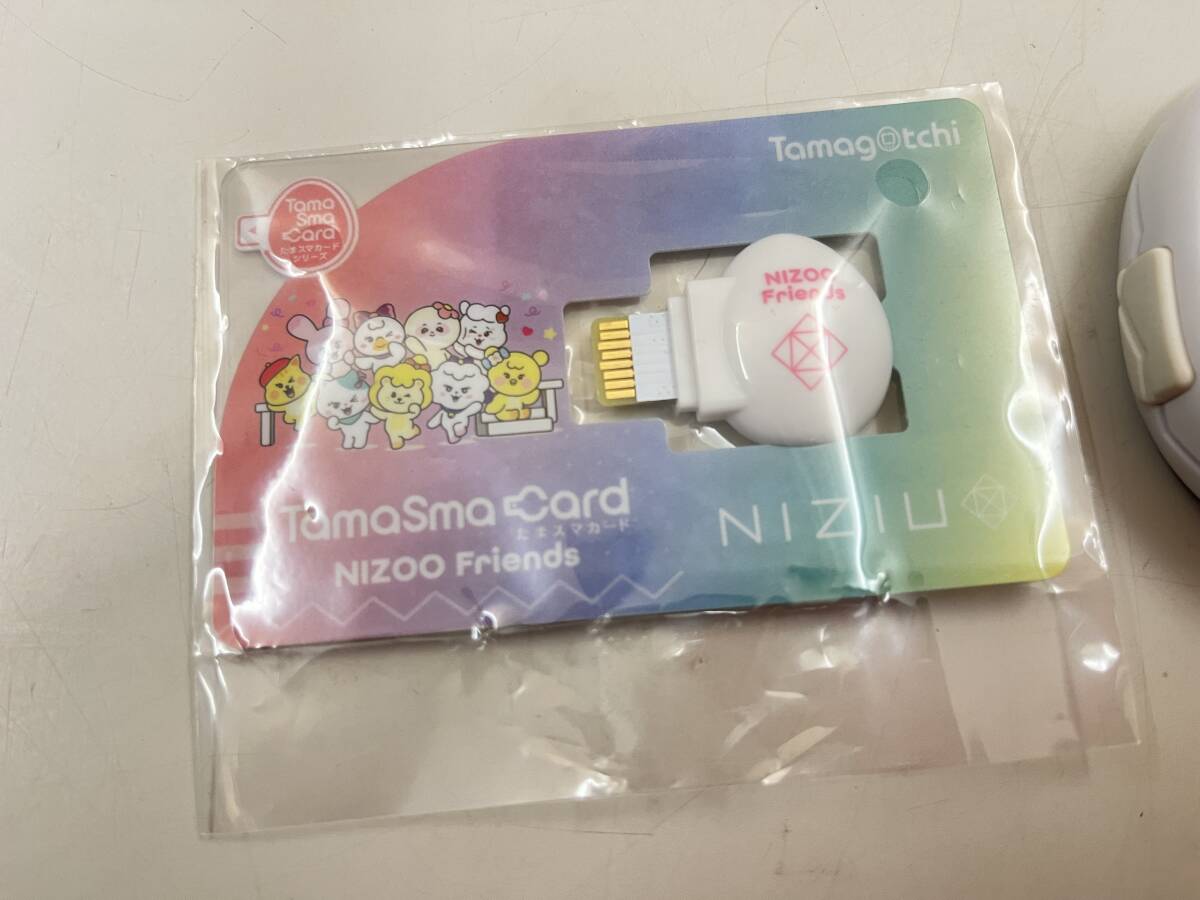 Tamagotchi
Tama
Sma
Card
たまスマカード
シリーズ
NIZOO
Friends
TamaSma Card
たまスマカード
NIZOO Friends
NIZIU